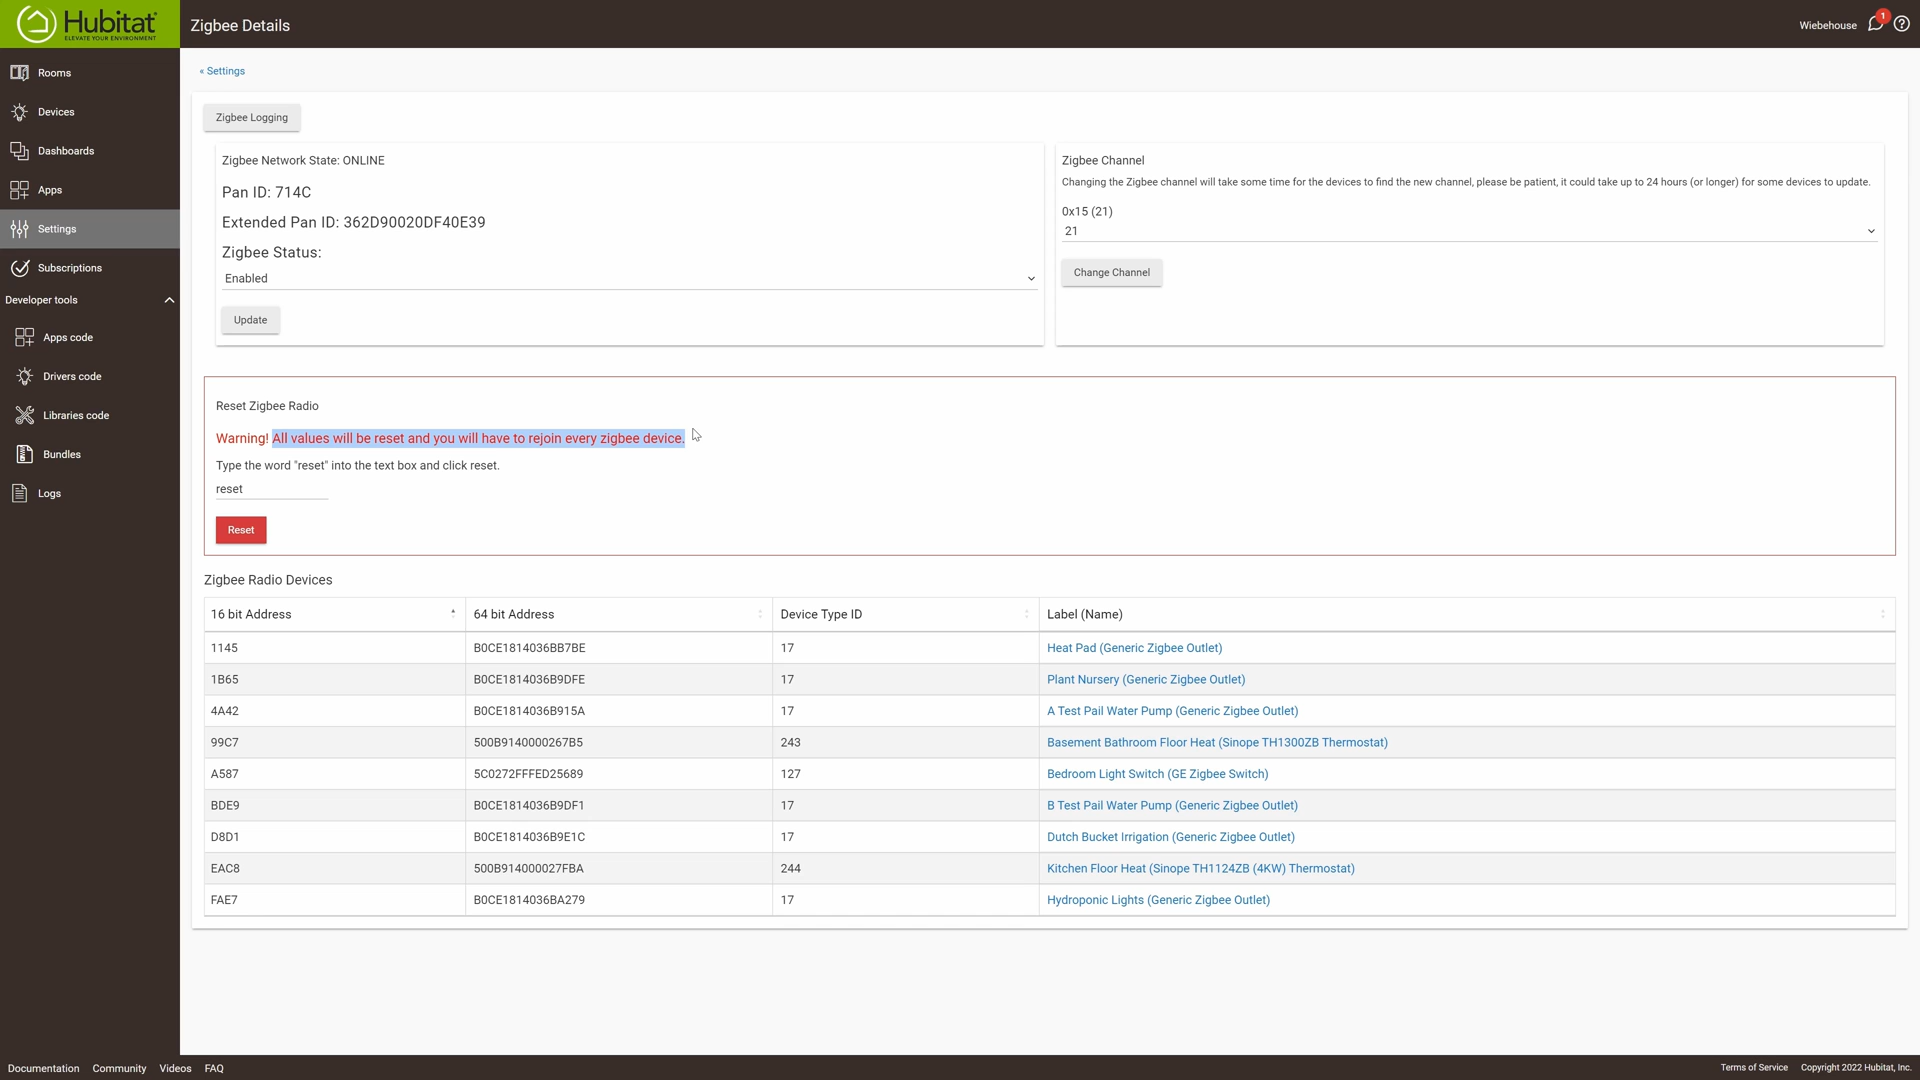 Hubitat
ELEVATE YOUR ENVIRONMENT
Zigbee Details
Wiebehouse
1
Rooms
Devices
Dashboards
Apps
Settings
Subscriptions
Developer tools
Apps code
Drivers code
Libraries code
Bundles
Logs
« Settings
Zigbee Logging
Zigbee Network State: ONLINE
Pan ID: 714C
Extended Pan ID: 362D90020DF40E39
Zigbee Status:
Enabled
Update
Zigbee Channel
Changing the Zigbee channel will take some time for the devices to find the new channel, please be patient, it could take up to 24 hours (or longer) for some devices to update.
0x15 (21)
21
Change Channel
Reset Zigbee Radio
Warning! All values will be reset and you will have to rejoin every zigbee device.
Type the word "reset" into the text box and click reset.
reset
Reset
Zigbee Radio Devices
16 bit Address 64 bit Address Device Type ID Label (Name)
1145 B0CE1814036BB7BE 17 Heat Pad (Generic Zigbee Outlet)
1B65 B0CE1814036B9DFE 17 Plant Nursery (Generic Zigbee Outlet)
4A42 B0CE1814036B915A 17 A Test Pail Water Pump (Generic Zigbee Outlet)
99C7 500B9140000267B5 243 Basement Bathroom Floor Heat (Sinope TH1300ZB Thermostat)
A587 5C0272FFFED25689 127 Bedroom Light Switch (GE Zigbee Switch)
BDE9 B0CE1814036B9DF1 17 B Test Pail Water Pump (Generic Zigbee Outlet)
D8D1 B0CE1814036B9E1C 17 Dutch Bucket Irrigation (Generic Zigbee Outlet)
EAC8 500B914000027FBA 244 Kitchen Floor Heat (Sinope TH1124ZB (4KW) Thermostat)
FAE7 B0CE1814036BA279 17 Hydroponic Lights (Generic Zigbee Outlet)
Documentation Community Videos FAQ
Terms of Service Copyright 2022 Hubitat, Inc.